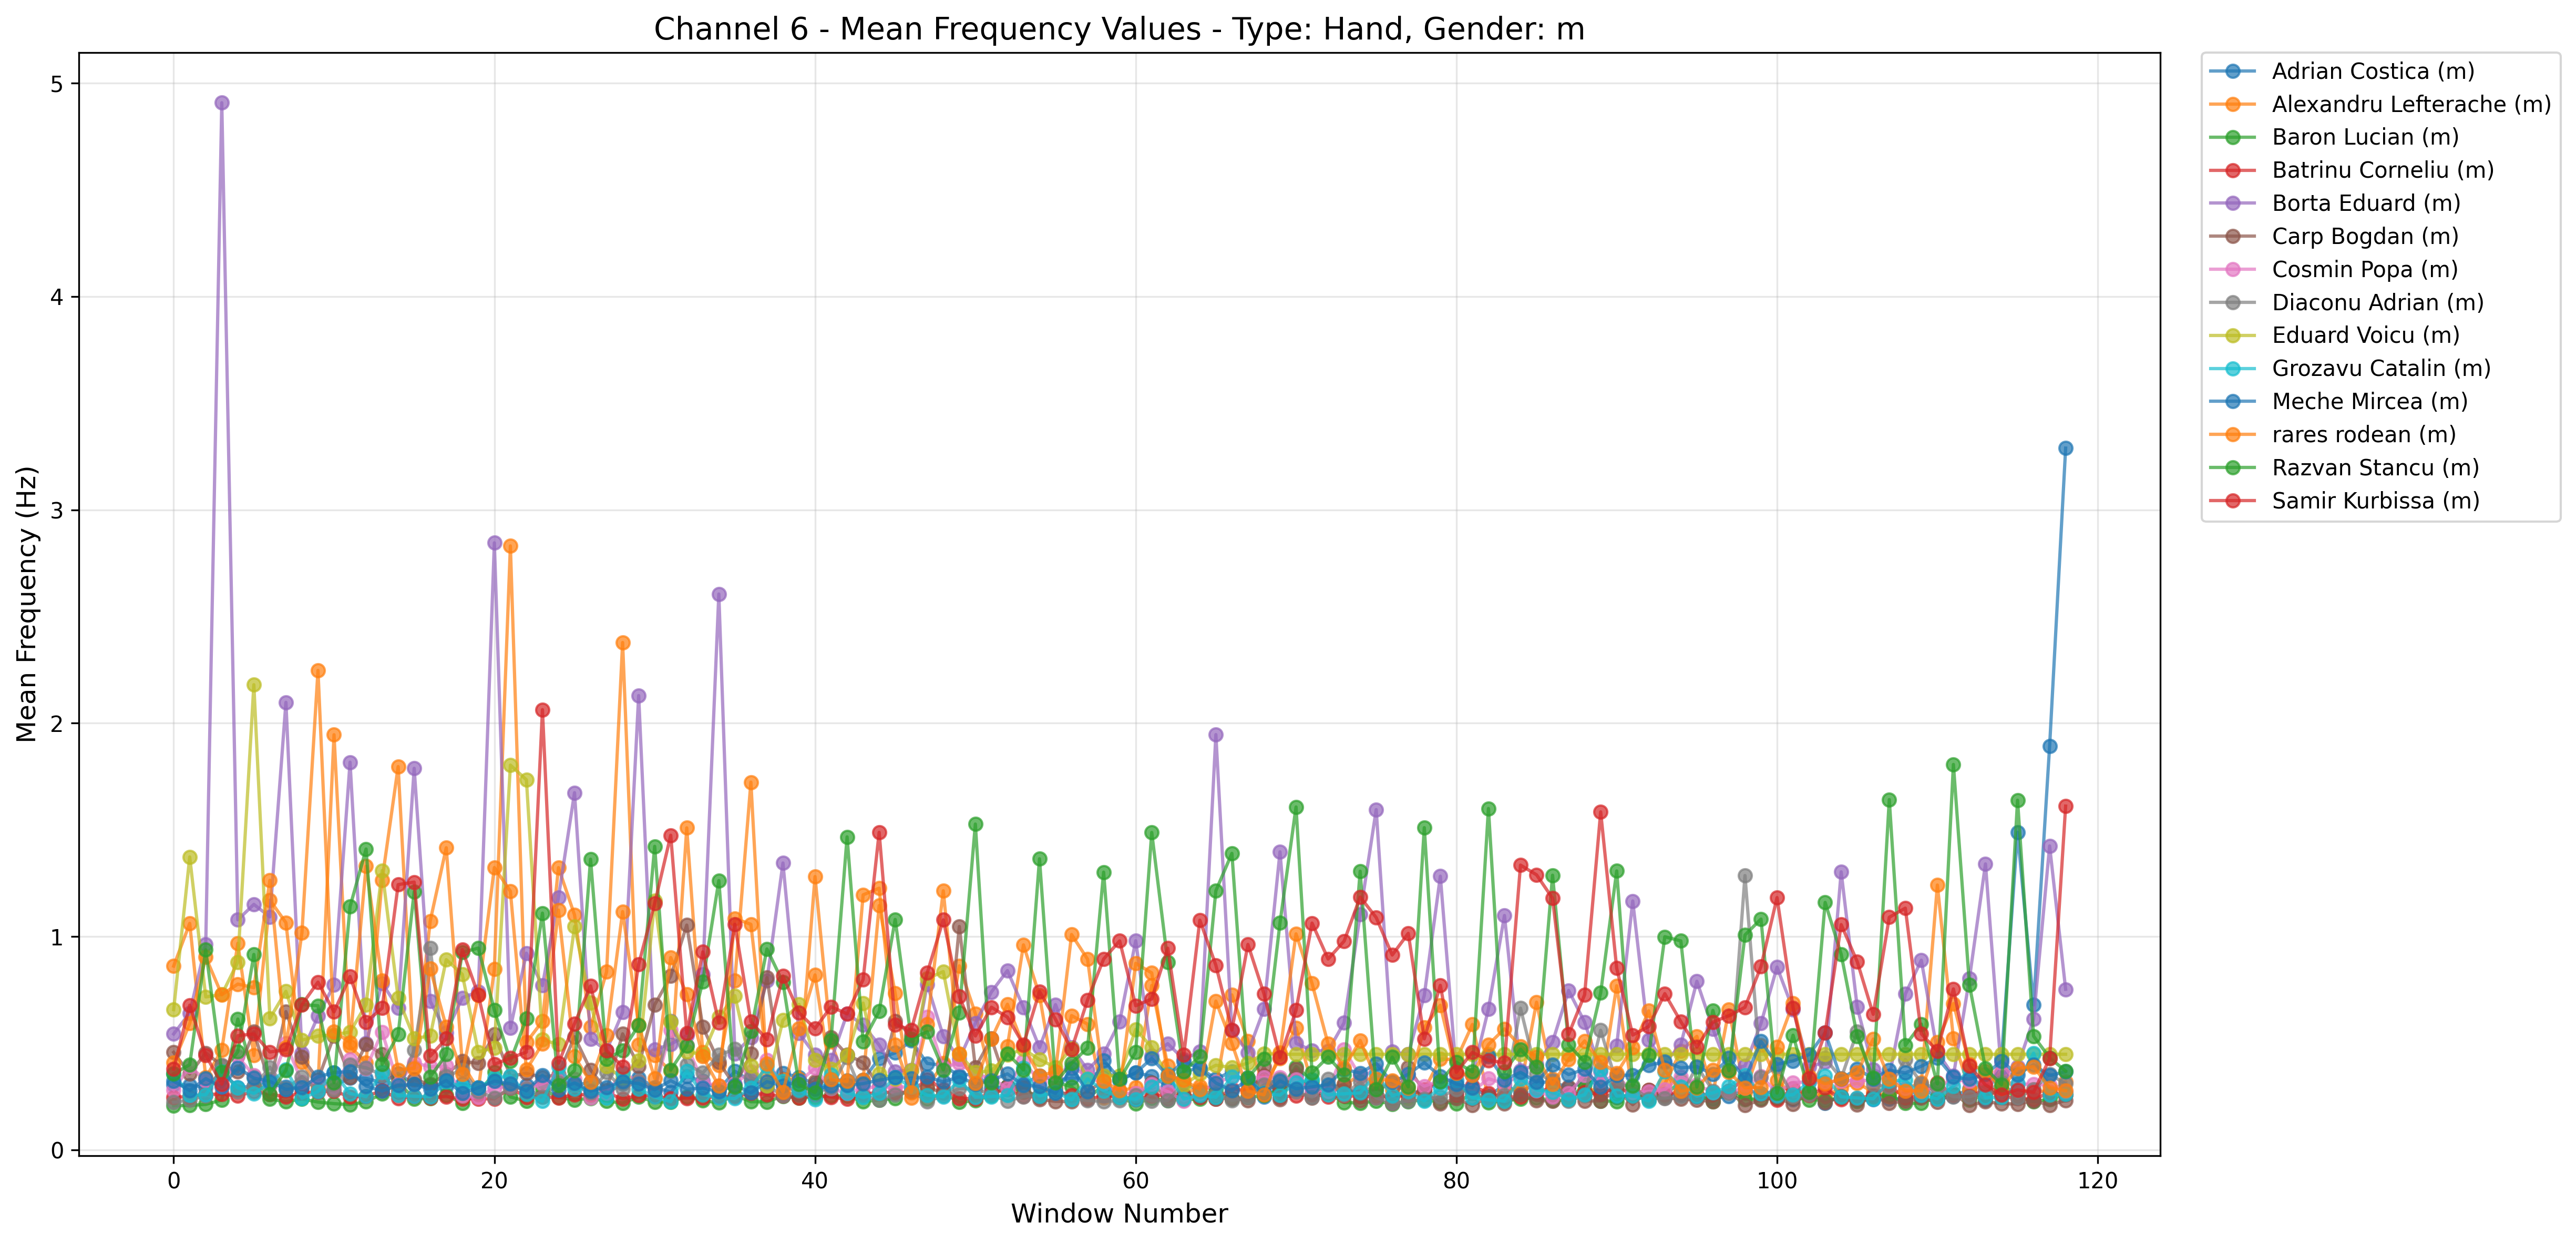 Channel 6 - Mean Frequency Values - Type: Hand, Gender: m
Mean Frequency (Hz)
5
4
3
2
1
0
0 20 40 60 80 100 120
Window Number
Adrian Costica (m)
Alexandru Lefterache (m)
Baron Lucian (m)
Batrinu Corneliu (m)
Borta Eduard (m)
Carp Bogdan (m)
Cosmin Popa (m)
Diaconu Adrian (m)
Eduard Voicu (m)
Grozavu Catalin (m)
Meche Mircea (m)
rares rodean (m)
Razvan Stancu (m)
Samir Kurbissa (m)